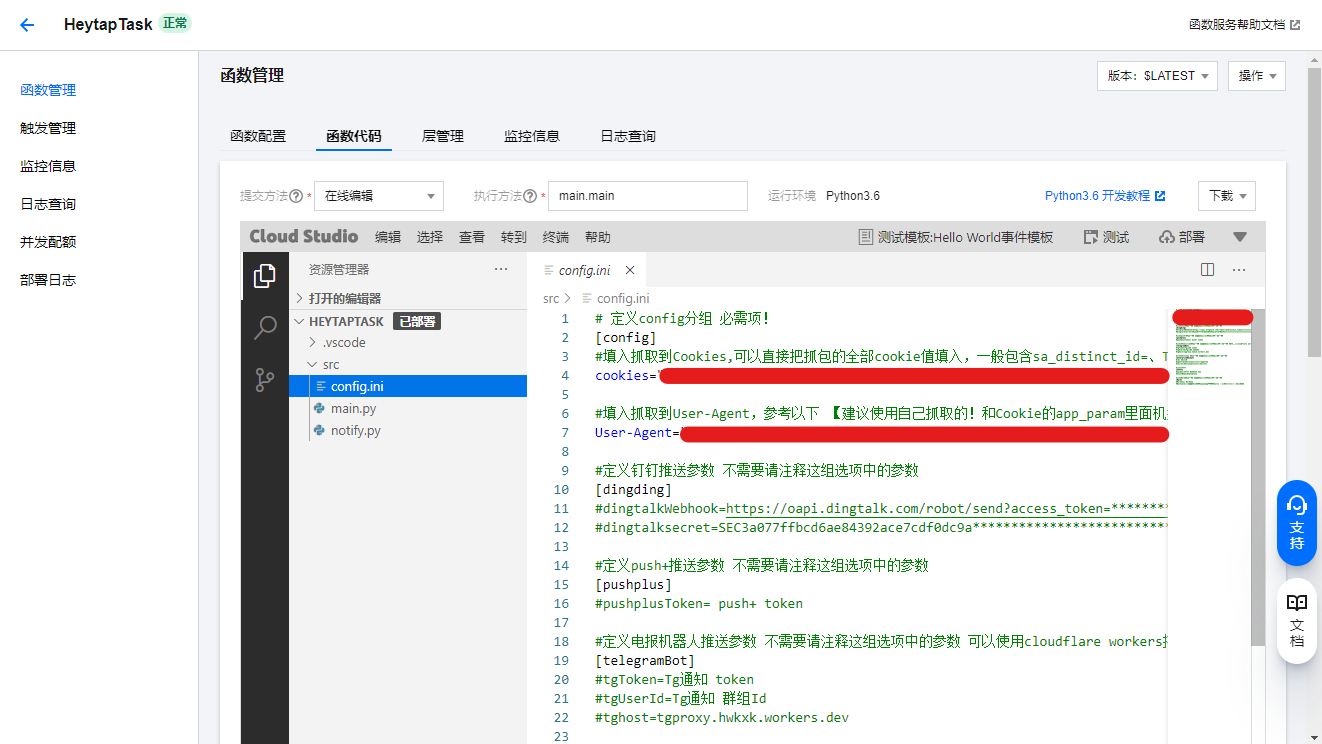 HeytapTask 正常
函数服务帮助文档
函数管理
触发管理
监控信息
日志查询
并发配额
部署日志
函数管理
版本：$LATEST
操作
函数配置 函数代码 层管理 监控信息 日志查询
提交方法 * 在线编辑 执行方法 * main.main 运行环境 Python3.6 Python3.6 开发教程 下载
Cloud Studio 编辑 选择 查看 转到 终端 帮助 测试模板:Hello World事件模板 测试 部署
资源管理器 ···
打开的编辑器
HEYTAPTASK 已部署
.vscode
src
config.ini
main.py
notify.py
config.ini
src > config.ini
1 # 定义config分组 必需项！
2 [config]
3 #填入抓取到Cookies,可以直接把抓包的全部cookie值填入，一般包含sa_distinct_id=、T
4 cookies='
5
6 #填入抓取到User-Agent，参考以下 【建议使用自己抓取的！和Cookie的app_param里面机
7 User-Agent=
8
9 #定义钉钉推送参数 不需要请注释这组选项中的参数
10 [dingding]
11 #dingtalkWebhook=https://oapi.dingtalk.com/robot/send?access_token=********
12 #dingtalksecret=SEC3a077ffbcd6ae84392ace7cdf0dc9a**************************
13
14 #定义push+推送参数 不需要请注释这组选项中的参数
15 [pushplus]
16 #pushplusToken= push+ token
17
18 #定义电报机器人推送参数 不需要请注释这组选项中的参数 可以使用cloudflare workers
19 [telegramBot]
20 #tgToken=Tg通知 token
21 #tgUserId=Tg通知 群组Id
22 #tghost=tgproxy.hwkxk.workers.dev
23
支持
文档